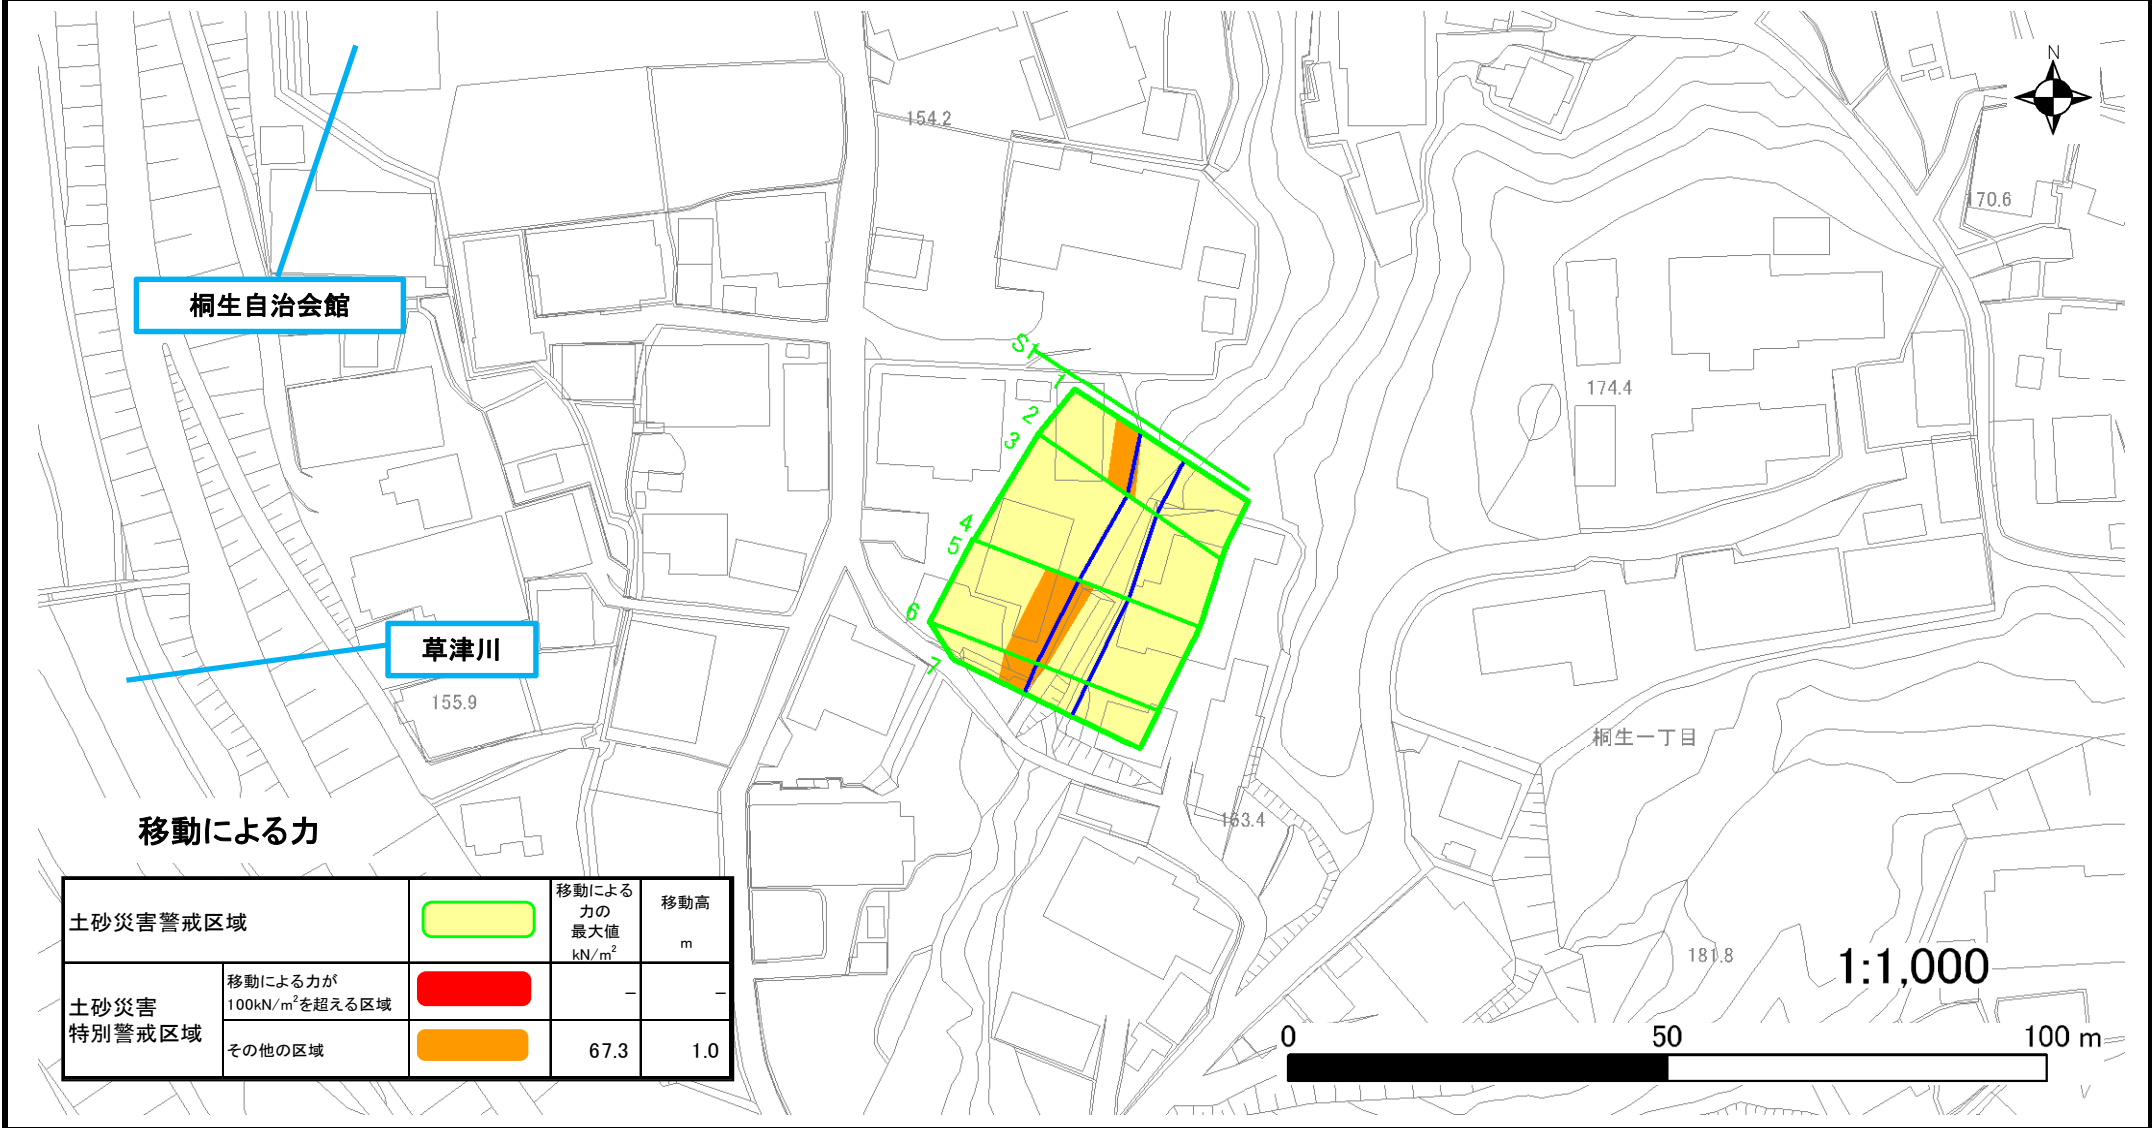 N
154.2
170.6
桐生自治会館
S1
1
2
3
174.4
4
5
6
7
草津川
155.9
桐生一丁目
163.4
181.8
移動による力
土砂災害警戒区域
移動による
力の
最大値
kN/m²
移動高
m
土砂災害
特別警戒区域
移動による力が
100kN/m²を超える区域
–
–
その他の区域
67.3
1.0
1:1,000
0 50 100 m